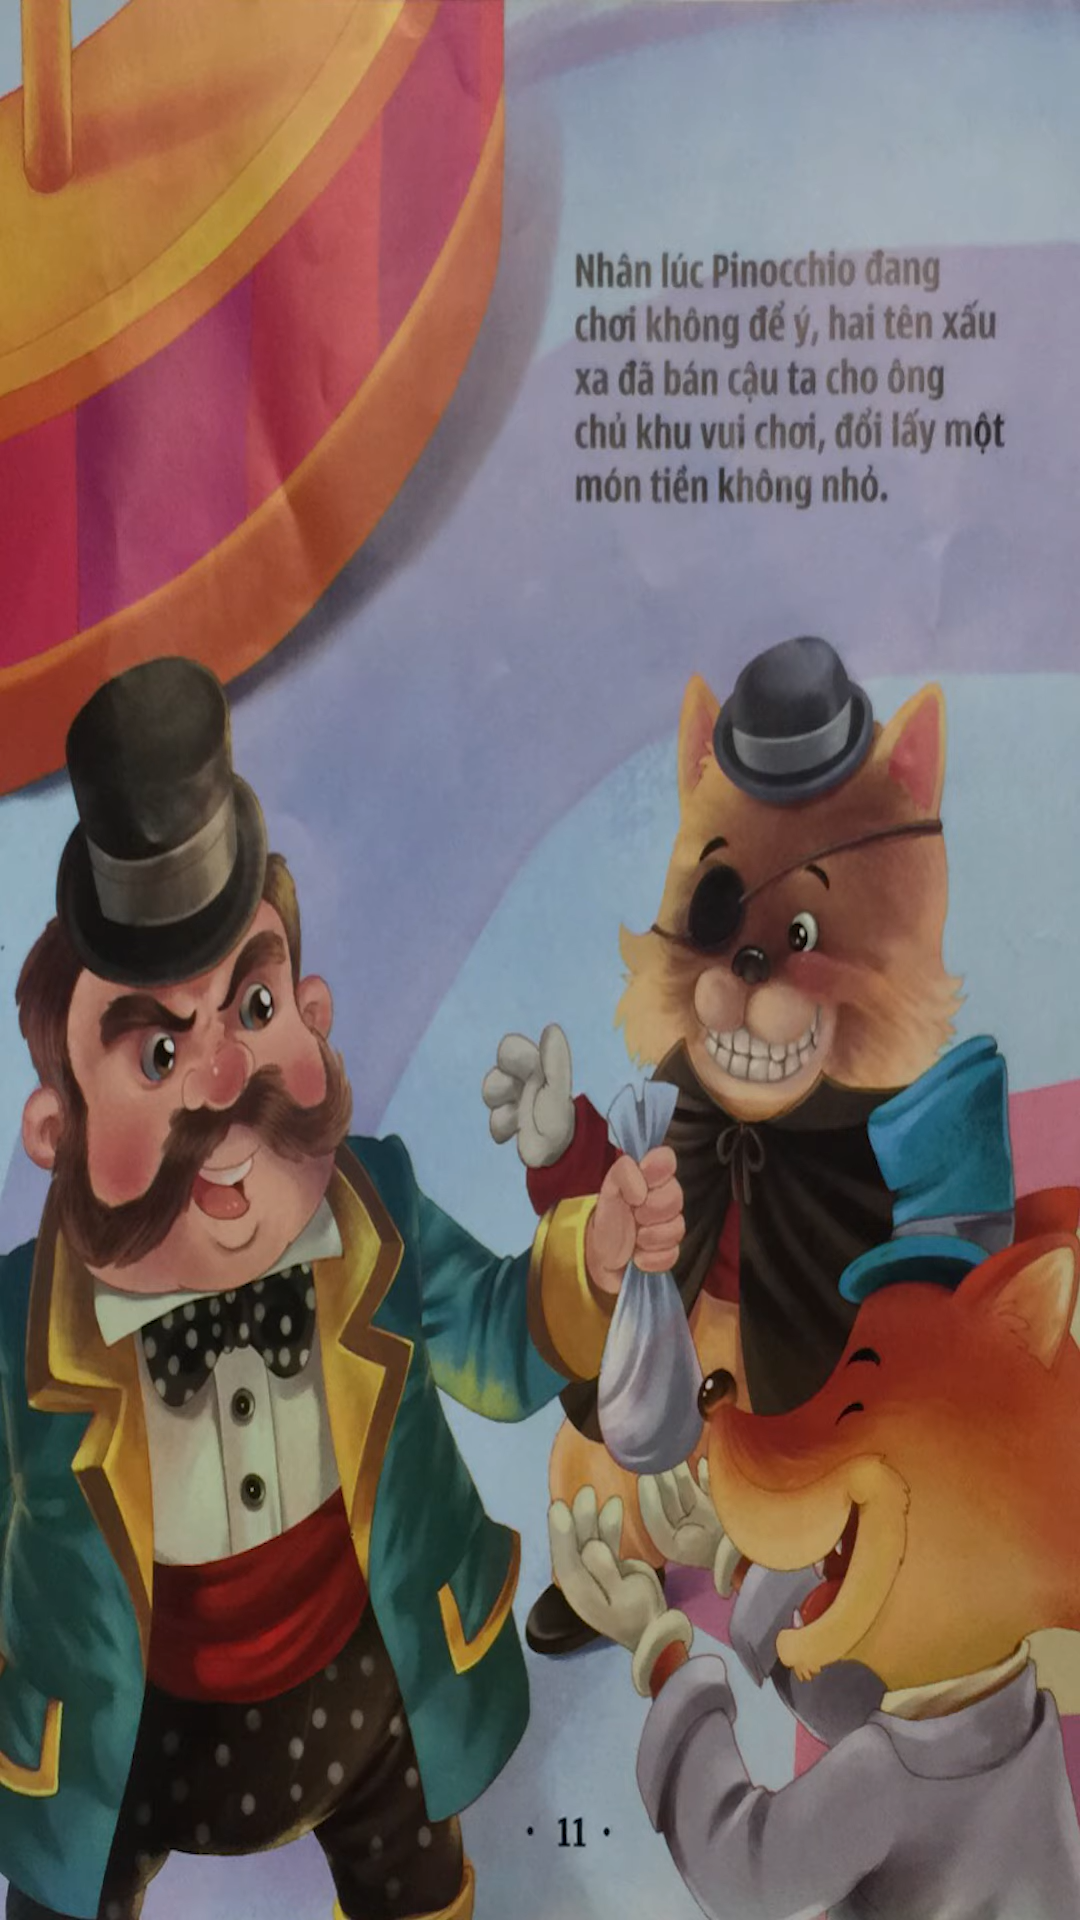 Nhân lúc Pinocchio đang
chơi không để ý, hai tên xấu
xa đã bán cậu ta cho ông
chủ khu vui chơi, đổi lấy một
món tiền không nhỏ.
· 11 ·